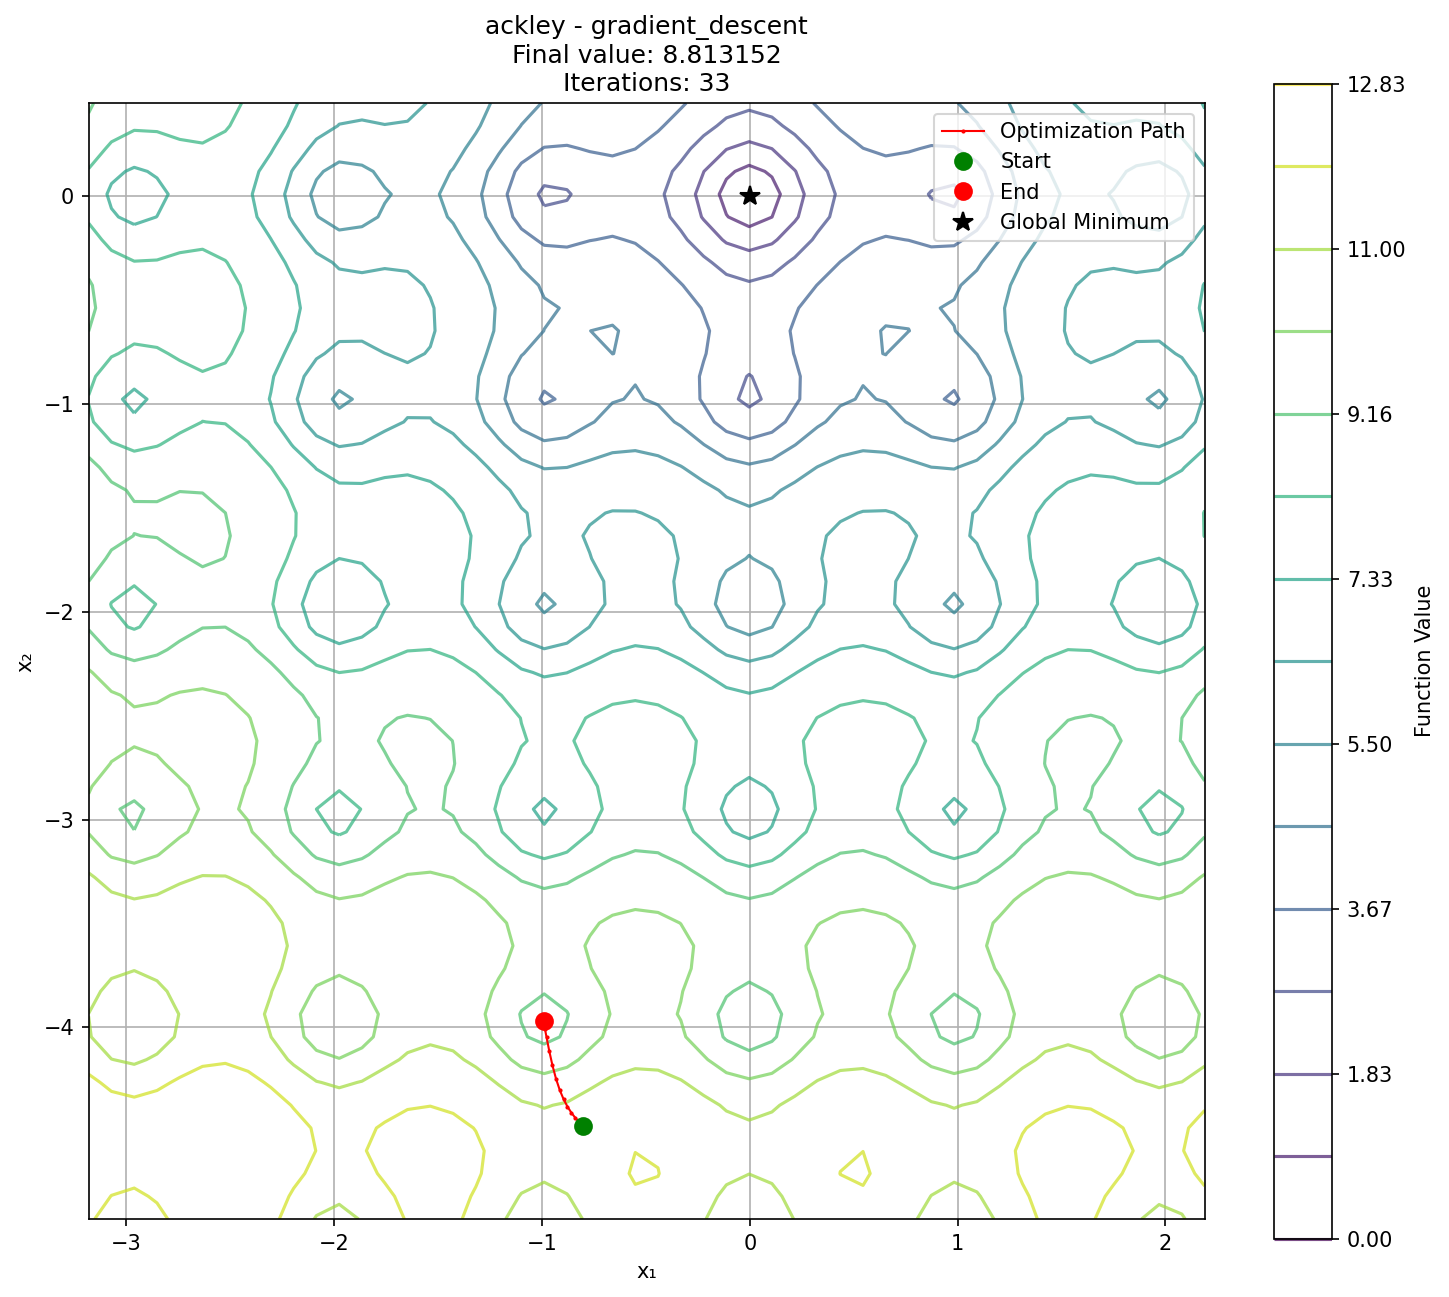 ackley - gradient_descent
Final value: 8.813152
Iterations: 33
Optimization Path
Start
End
Global Minimum
0
−1
−2
−3
−4
x₂
−3
−2
−1
0
1
2
x₁
12.83
11.00
9.16
7.33
5.50
3.67
1.83
0.00
Function Value